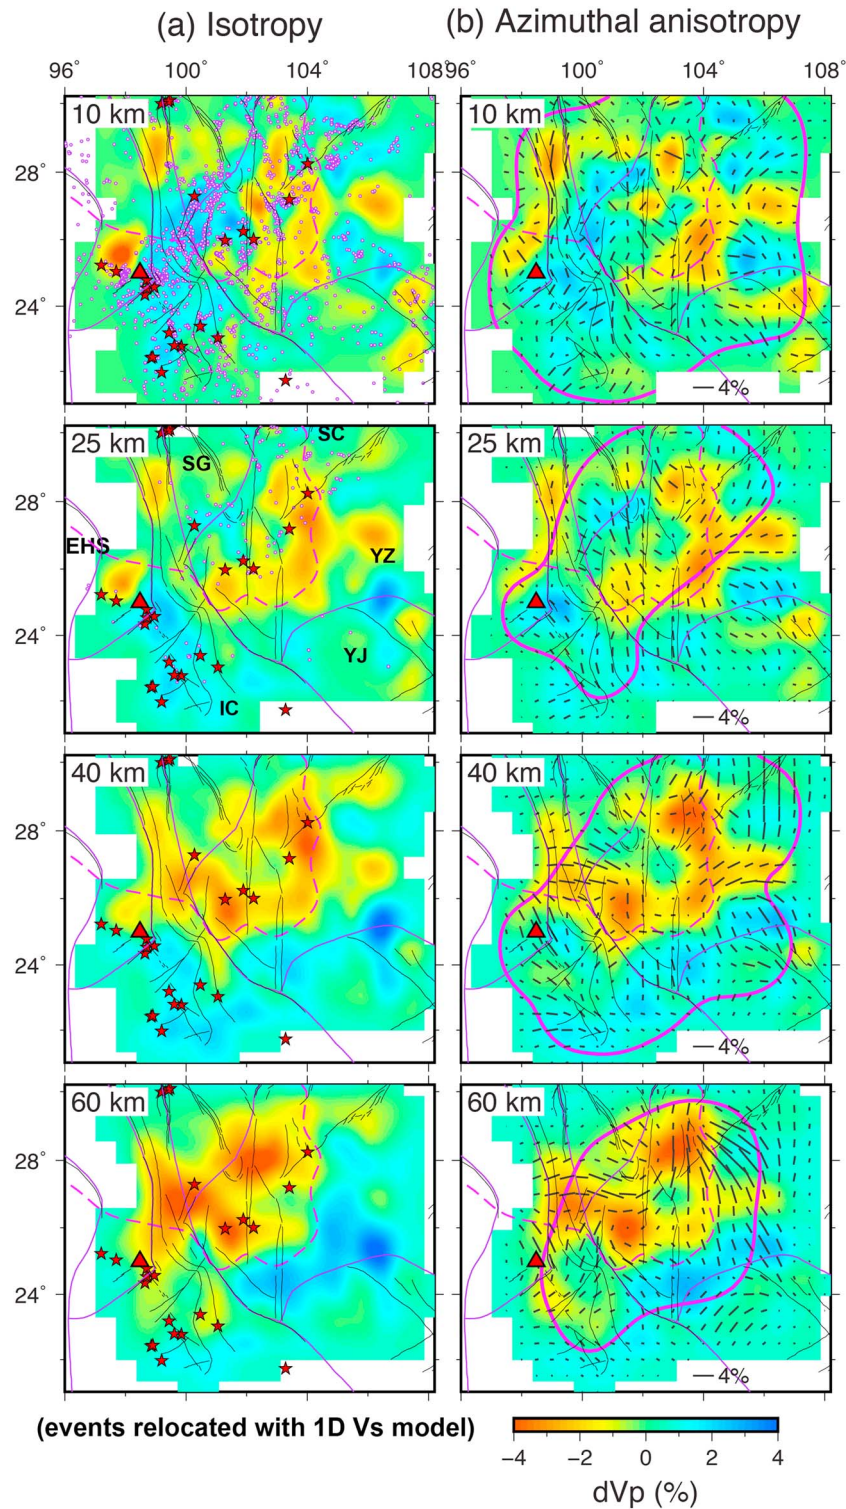 (a) Isotropy (b) Azimuthal anisotropy
96° 100° 104° 108° 96° 100° 104° 108°
10 km 10 km
28°
24°
4%
25 km SC 25 km
SG
28°
EHS
YZ
24°
YJ
IC
4%
40 km 40 km
28°
24°
4%
60 km 60 km
28°
24°
4%
(events relocated with 1D Vs model)
−4 −2 0 2 4
dVp (%)